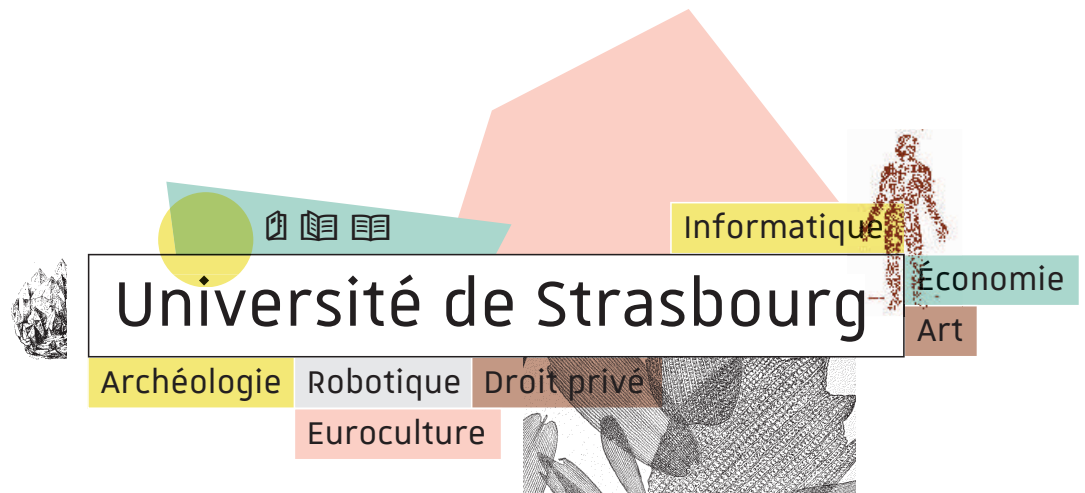 Informatique
Université de Strasbourg
Économie
Art
Archéologie Robotique Droit privé
Euroculture